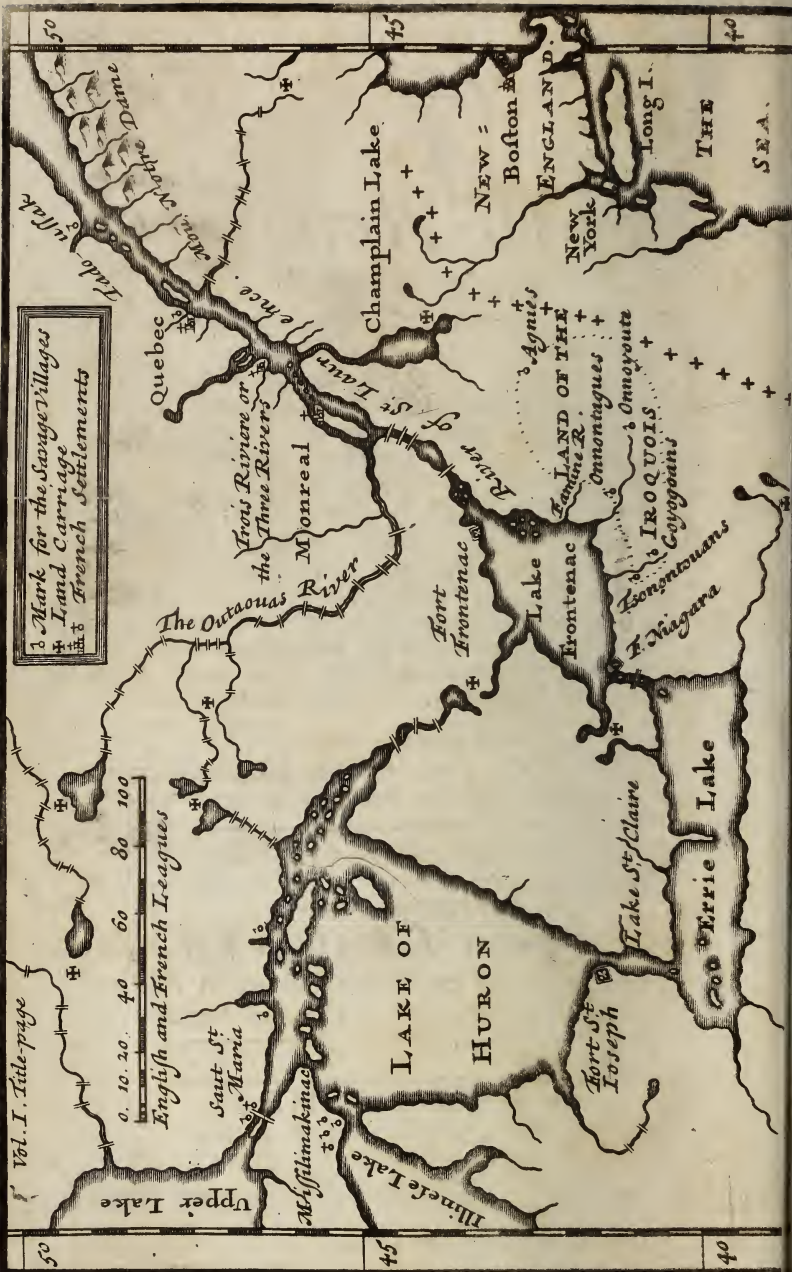 Vol. I. Title-page
50
45
40
Mark for the Savage Villages
Land Carriage
French Settlements
0. 10. 20. 40 60 80 100
Engliſh and French Leagues
Upper Lake
Saut St
Maria
Miſſilimakinac
Illineſe Lake
LAKE OF
HURON
Fort St
Ioseph
Lake St Claire
Errie Lake
The Outaouas River
Trois Riviere or
the Three Rivers
Monreal
Quebec
Tadouſſak
Mou. Notre Dame
River of St. Laurence.
Fort
Frontenac
Lake
Frontenac
F. Niagara
Tsonontouans
Goyogoans
IROQUOIS
Onnoyoute
Onnontagues
Famine R.
LAND OF THE
Agnies
Champlain Lake
NEW =
ENGLAND.
Boſton
New
York
Long I.
THE
SEA.
50
45
40